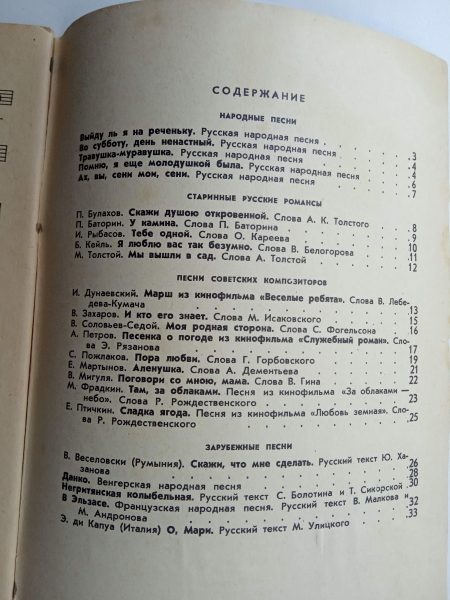 СОДЕРЖАНИЕ
НАРОДНЫЕ ПЕСНИ
Выйду ль я на реченьку. Русская народная песня . 3
Во субботу, день ненастный. Русская народная песня . 4
Травушка-муравушка. Русская народная песня . 4
Помню, я еще молодушкой была. Русская народная песня . 6
Ах, вы, сени мои, сени. Русская народная песня . 7
СТАРИННЫЕ РУССКИЕ РОМАНСЫ
П. Булахов. Скажи душою откровенной. Слова А. К. Толстого . 8
П. Баторин. У камина. Слова П. Баторина . 9
И. Рыбасов. Тебе одной. Слова О. Кареева . 10
Б. Кейль. Я люблю вас так безумно. Слова В. Белогорова . 11
М. Толстой. Мы вышли в сад. Слова А. Толстой . 12
ПЕСНИ СОВЕТСКИХ КОМПОЗИТОРОВ
И. Дунаевский. Марш из кинофильма «Веселые ребята». Слова В. Лебе-
дева-Кумача . 13
В. Захаров. И кто его знает. Слова М. Исаковского . 15
В. Соловьев-Седой. Моя родная сторона. Слова С. Фогельсона . 16
А. Петров. Песенка о погоде из кинофильма «Служебный роман». Сло-
ва Э. Рязанова . 17
С. Пожлаков. Пора любви. Слова Г. Горбовского . 19
Е. Мартынов. Аленушка. Слова А. Дементьева . 21
В. Мигуля. Поговори со мною, мама. Слова В. Гина . 22
М. Фрадкин. Там, за облаками. Песня из кинофильма «За облаками —
небо». Слова Р. Рождественского . 23
Е. Птичкин. Сладка ягода. Песня из кинофильма «Любовь земная». Сло-
ва Р. Рождественского . 25
ЗАРУБЕЖНЫЕ ПЕСНИ
В. Веселовски (Румыния). Скажи, что мне сделать. Русский текст Ю. Ха-
занова . 26
Данко. Венгерская народная песня . 28
Негритянская колыбельная. Русский текст С. Болотина и Т. Сикорской . 30
В Эльзасе. Французская народная песня. Русский текст В. Малкова и
М. Андронова . 32
Э. ди Капуа (Италия) О, Мари. Русский текст М. Улицкого . 33